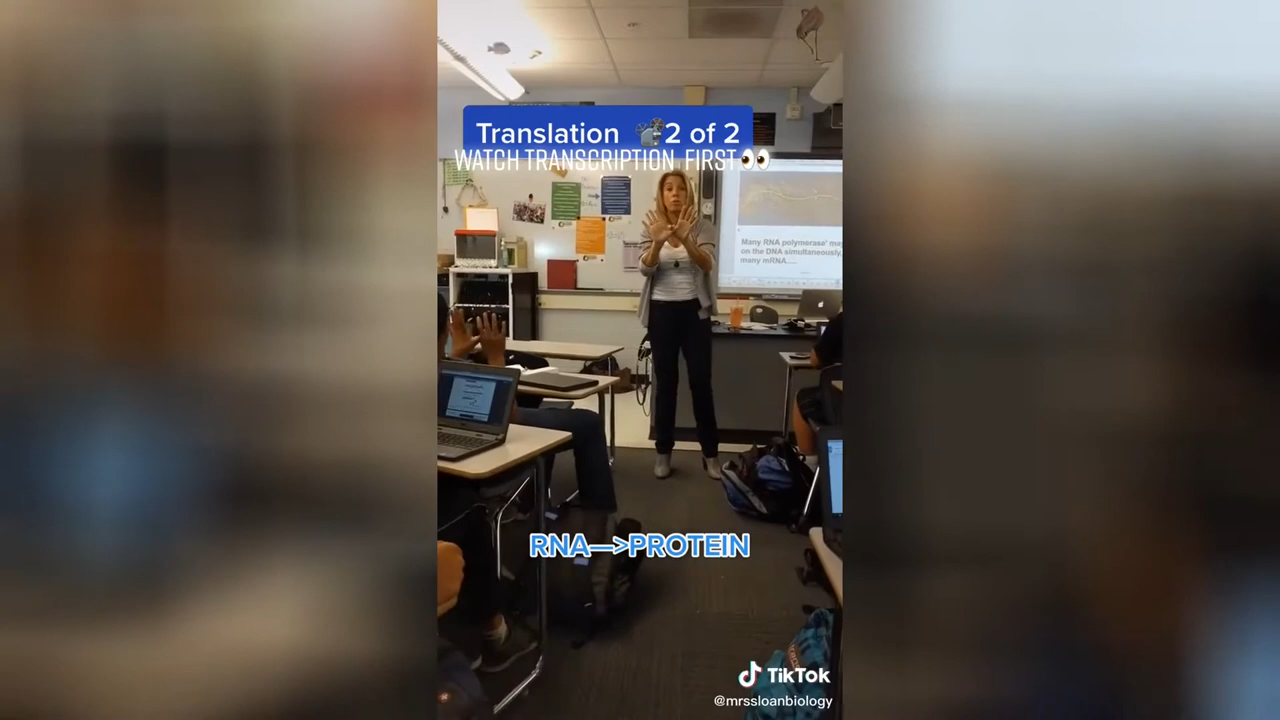 Translation 📽2 of 2
WATCH TRANSCRIPTION FIRST👀
Many RNA polymerase' ma
on the DNA simultaneously,
many mRNA.....
RNA—>PROTEIN
TikTok
@mrssloanbiology